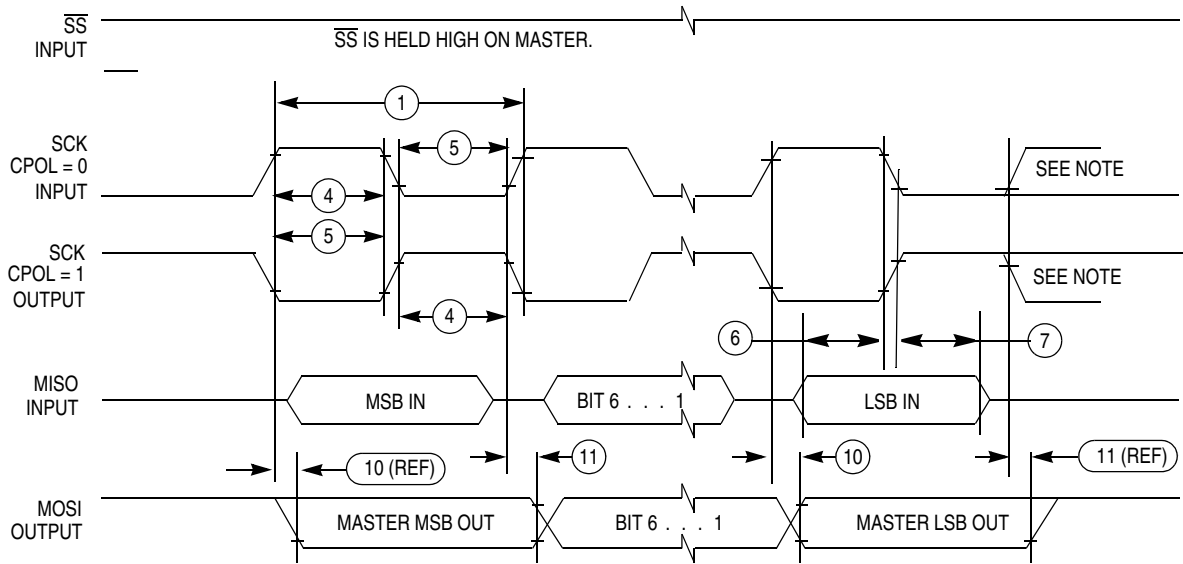 SS
INPUT
SS IS HELD HIGH ON MASTER.
1
SCK
CPOL = 0
INPUT
5
SEE NOTE
4
5
SCK
CPOL = 1
OUTPUT
SEE NOTE
4
6
7
MISO
INPUT
MSB IN
BIT 6 . . . 1
LSB IN
10 (REF)
11
10
11 (REF)
MOSI
OUTPUT
MASTER MSB OUT
BIT 6 . . . 1
MASTER LSB OUT